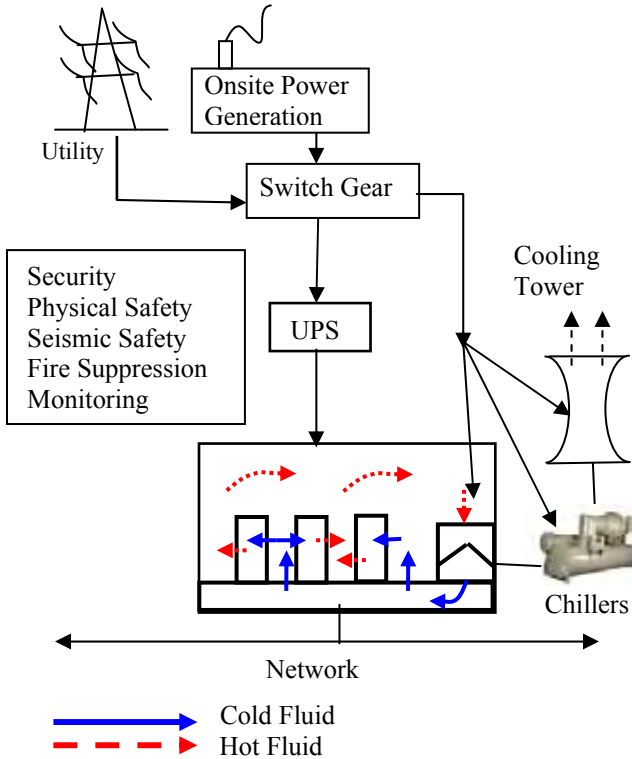 Onsite Power
Generation
Utility
Switch Gear
Security
Physical Safety
Seismic Safety
Fire Suppression
Monitoring
UPS
Cooling
Tower
Chillers
Network
Cold Fluid
Hot Fluid